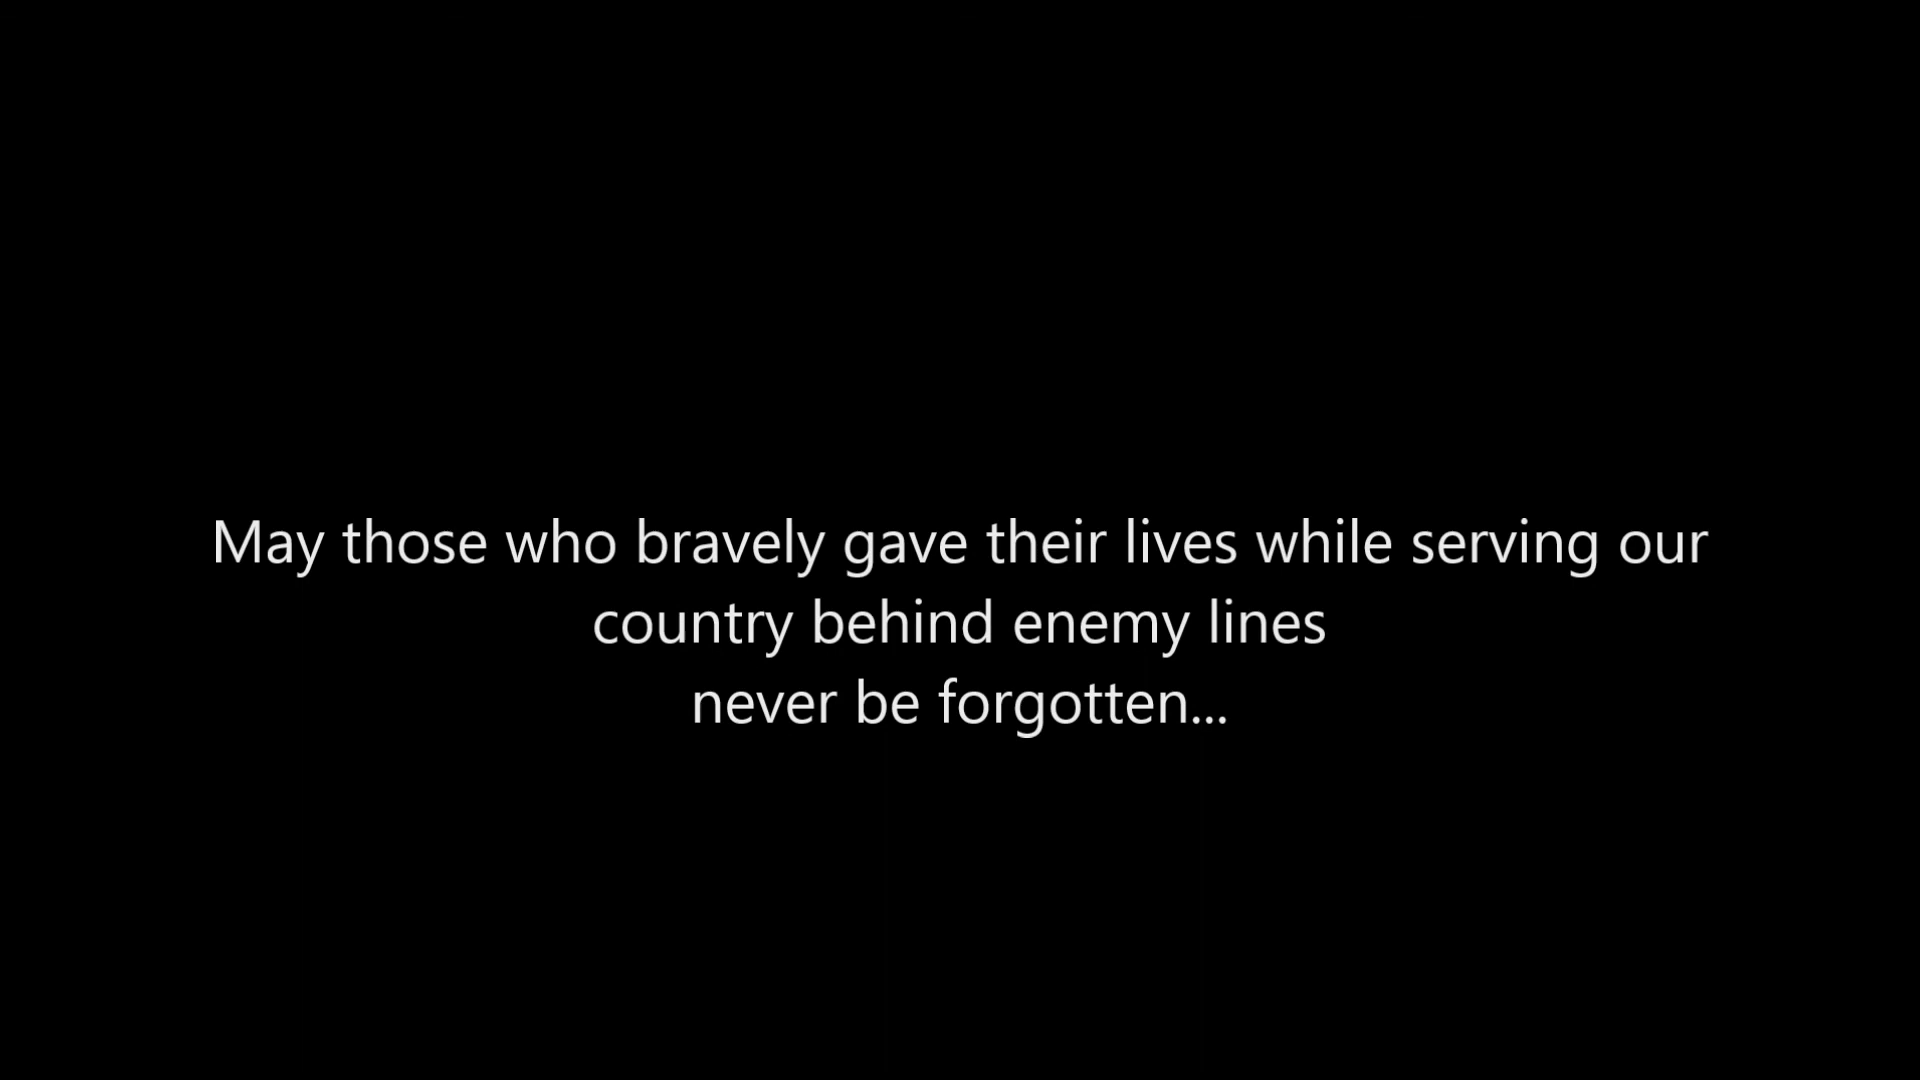 May those who bravely gave their lives while serving our
country behind enemy lines
never be forgotten...